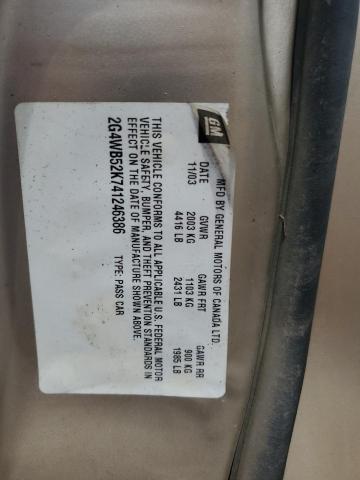 GM
MFD BY GENERAL MOTORS OF CANADA LTD.
DATE GVWR GAWR FRT GAWR RR
11/03 2003 KG 1103 KG 900 KG
4416 LB 2431 LB 1985 LB
THIS VEHICLE CONFORMS TO ALL APPLICABLE U.S. FEDERAL MOTOR
VEHICLE SAFETY, BUMPER, AND THEFT PREVENTION STANDARDS IN
EFFECT ON THE DATE OF MANUFACTURE SHOWN ABOVE.
2G4WB52K741246386 TYPE: PASS CAR